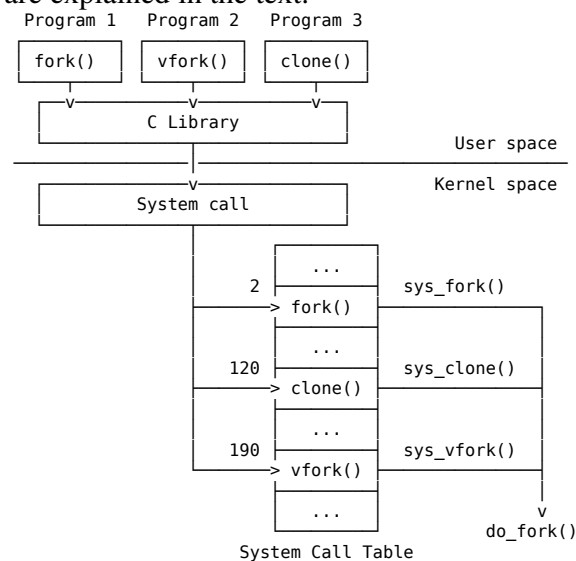 are explained in the text.
Program 1 Program 2 Program 3
fork() vfork() clone()
C Library
User space
Kernel space
System call
...
2 fork() sys_fork()
...
120 clone() sys_clone()
...
190 vfork() sys_vfork()
...
do_fork()
System Call Table